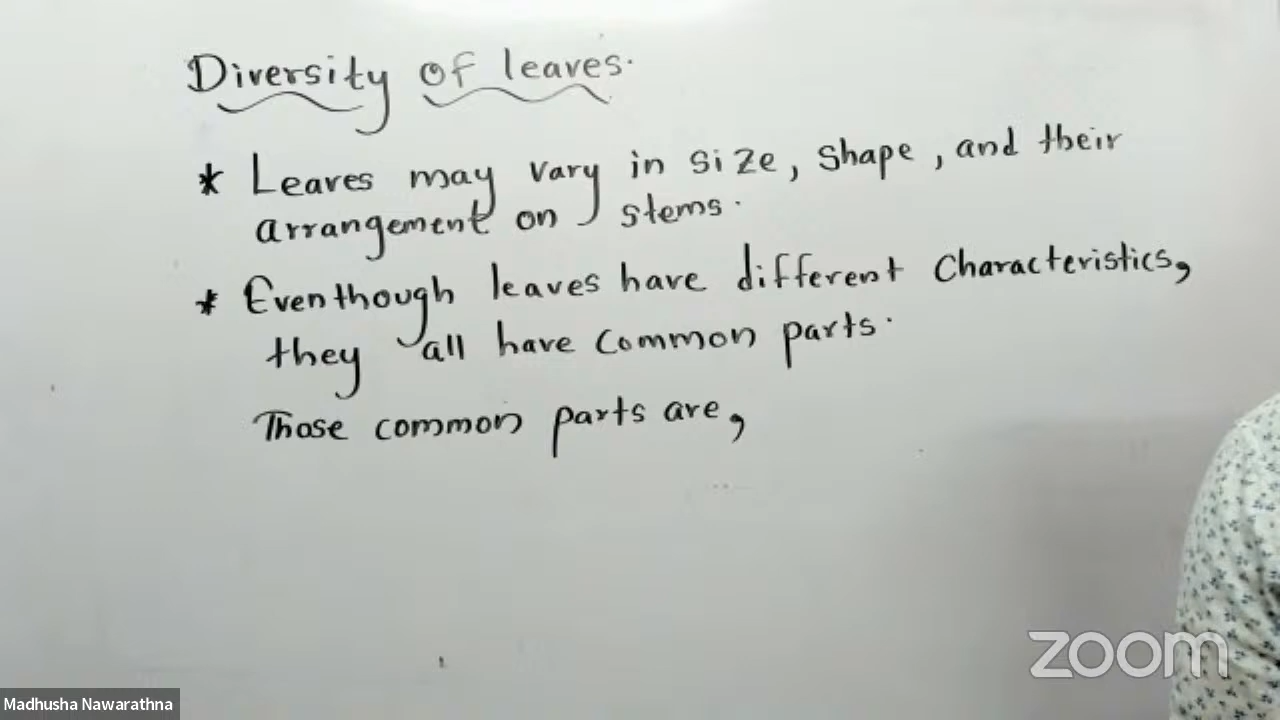 Diversity of leaves.
* Leaves may vary in size, shape, and their
arrangement on stems.
* Eventhough leaves have different characteristics,
they all have common parts.
Those common parts are,
zoom
Madhusha Nawarathna